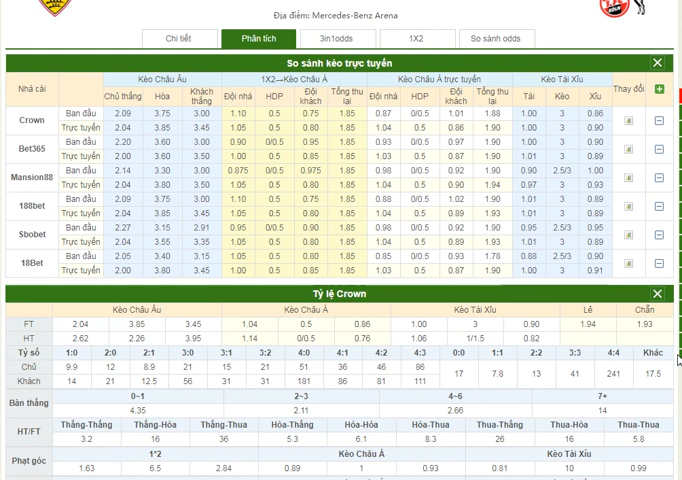 Địa điểm: Mercedes-Benz Arena
Chi tiết Phân tích 3in1odds 1X2 So sánh odds
So sánh kèo trực tuyến
Nhà cái Kèo Châu Âu 1X2→Kèo Châu Á Kèo Châu Á trực tuyến Kèo Tài Xỉu Thay đổi
Chủ thắng Hòa Khách thắng Đội nhà HDP Đội khách Tổng thu lại Đội nhà HDP Đội khách Tổng thu lại Tài Kèo Xỉu
Crown Ban đầu 2.09 3.75 3.00 1.10 0.5 0.75 1.85 0.87 0/0.5 1.01 1.88 1.00 3 0.86
Trực tuyến 2.04 3.85 3.45 1.05 0.5 0.80 1.85 1.04 0.5 0.86 1.90 1.00 3 0.90
Bet365 Ban đầu 2.20 3.60 3.00 0.90 0/0.5 0.95 1.85 0.93 0/0.5 0.97 1.90 1.00 3 0.90
Trực tuyến 2.00 3.60 3.50 1.00 0.5 0.85 1.85 1.03 0.5 0.87 1.90 1.01 3 0.89
Mansion88 Ban đầu 2.14 3.30 3.00 0.875 0/0.5 0.975 1.85 0.98 0/0.5 0.92 1.90 0.90 2.5/3 1.00
Trực tuyến 2.04 3.80 3.50 1.05 0.5 0.80 1.85 1.04 0.5 0.90 1.94 0.97 3 0.93
188bet Ban đầu 2.09 3.75 3.00 1.10 0.5 0.75 1.85 0.88 0/0.5 1.02 1.90 1.00 3 0.89
Trực tuyến 2.04 3.85 3.45 1.05 0.5 0.80 1.85 1.04 0.5 0.89 1.93 1.01 3 0.89
Sbobet Ban đầu 2.27 3.15 2.91 0.95 0/0.5 0.90 1.85 0.98 0/0.5 0.92 1.90 0.95 2.5/3 0.95
Trực tuyến 2.04 3.55 3.35 1.05 0.5 0.80 1.85 1.04 0.5 0.89 1.93 1.01 3 0.89
18Bet Ban đầu 2.05 3.40 3.15 1.05 0.5 0.80 1.85 0.85 0/0.5 0.93 1.78 0.88 2.5/3 0.90
Trực tuyến 2.00 3.80 3.45 1.00 0.5 0.85 1.85 1.03 0.5 0.87 1.90 1.00 3 0.91
Tỷ lệ Crown
Kèo Châu Âu Kèo Châu Á Kèo Tài Xỉu Lẻ Chẵn
FT 2.04 3.85 3.45 1.04 0.5 0.86 1.00 3 0.90 1.94 1.93
HT 2.62 2.26 3.95 1.14 0/0.5 0.76 1.06 1/1.5 0.82
Tỷ số 1:0 2:0 2:1 3:0 3:1 3:2 4:0 4:1 4:2 4:3 0:0 1:1 2:2 3:3 4:4 Khác
Chủ 9.9 12 8.9 21 15 21 51 36 46 86 17 7.8 13 41 241 17.5
Khách 14 21 12.5 56 31 31 181 86 81 111
Bàn thắng 0~1 2~3 4~6 7+
4.35 2.11 2.66 14
HT/FT Thắng-Thắng Thắng-Hòa Thắng-Thua Hòa-Thắng Hòa-Hòa Hòa-Thua Thua-Thắng Thua-Hòa Thua-Thua
3.2 16 36 5.3 6.1 8.3 26 16 5.8
Phạt góc 1*2 Kèo Châu Á Kèo Tài Xỉu
1.63 6.5 2.84 0.89 1 0.93 0.81 10 0.99